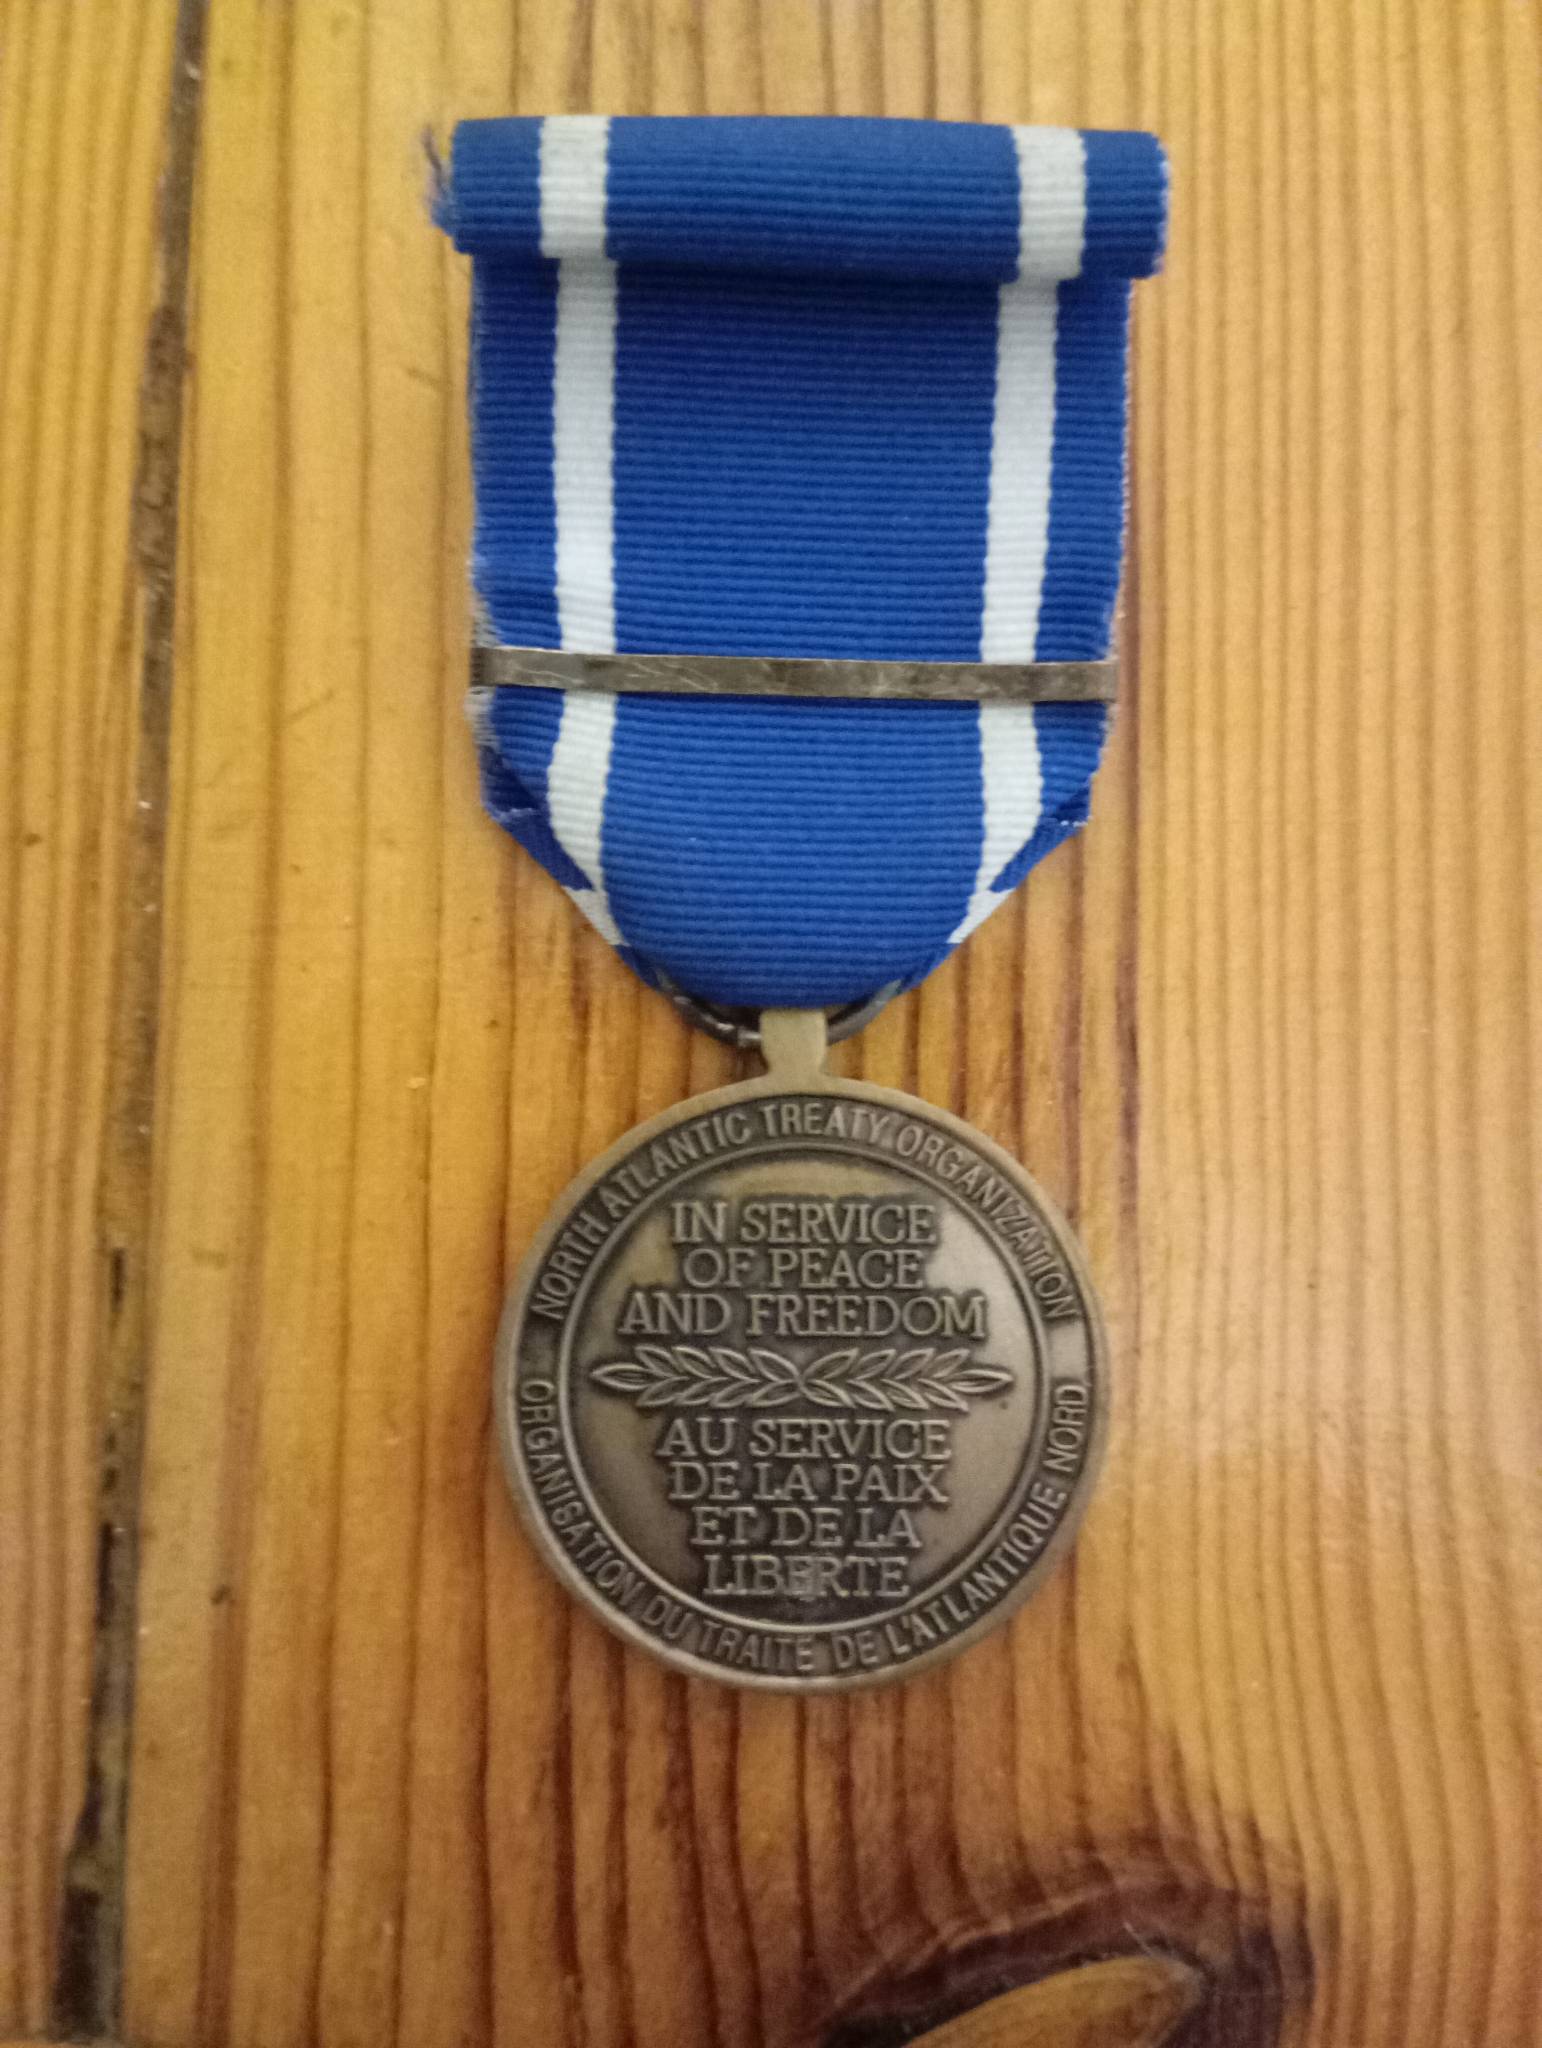 NORTH ATLANTIC TREATY ORGANIZATION
IN SERVICE
OF PEACE
AND FREEDOM
AU SERVICE
DE LA PAIX
ET DE LA
LIBERTE
ORGANISATION DU TRAITE DE L'ATLANTIQUE NORD